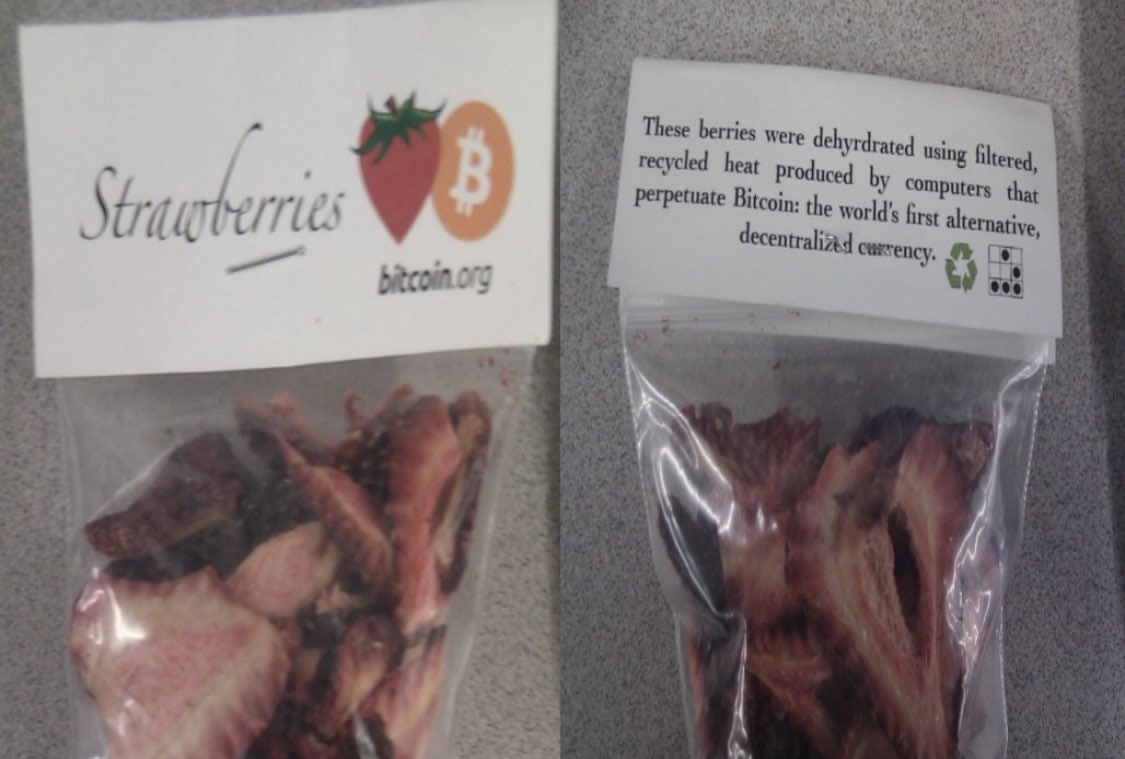 Strawberries
bitcoin.org
These berries were dehyrdrated using filtered,
recycled heat produced by computers that
perpetuate Bitcoin: the world's first alternative,
decentralized currency.